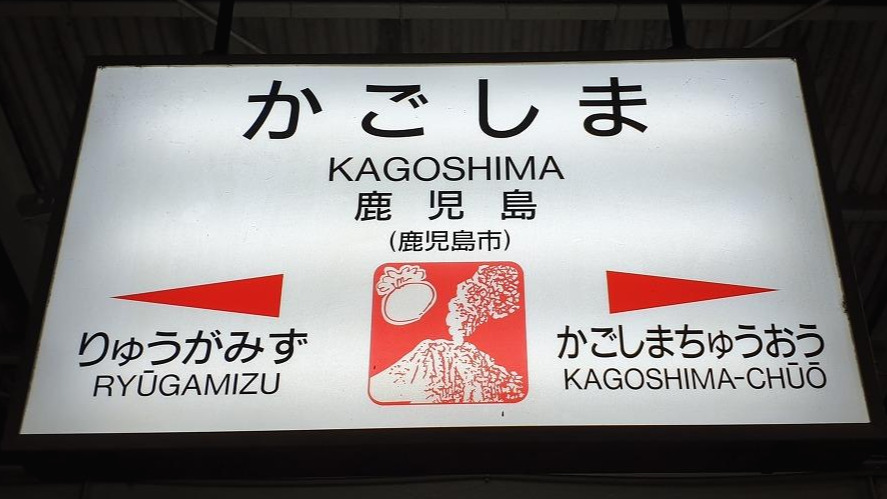 かごしま
KAGOSHIMA
鹿児島
(鹿児島市)
りゅうがみず
RYŪGAMIZU
かごしまちゅうおう
KAGOSHIMA-CHŪŌ